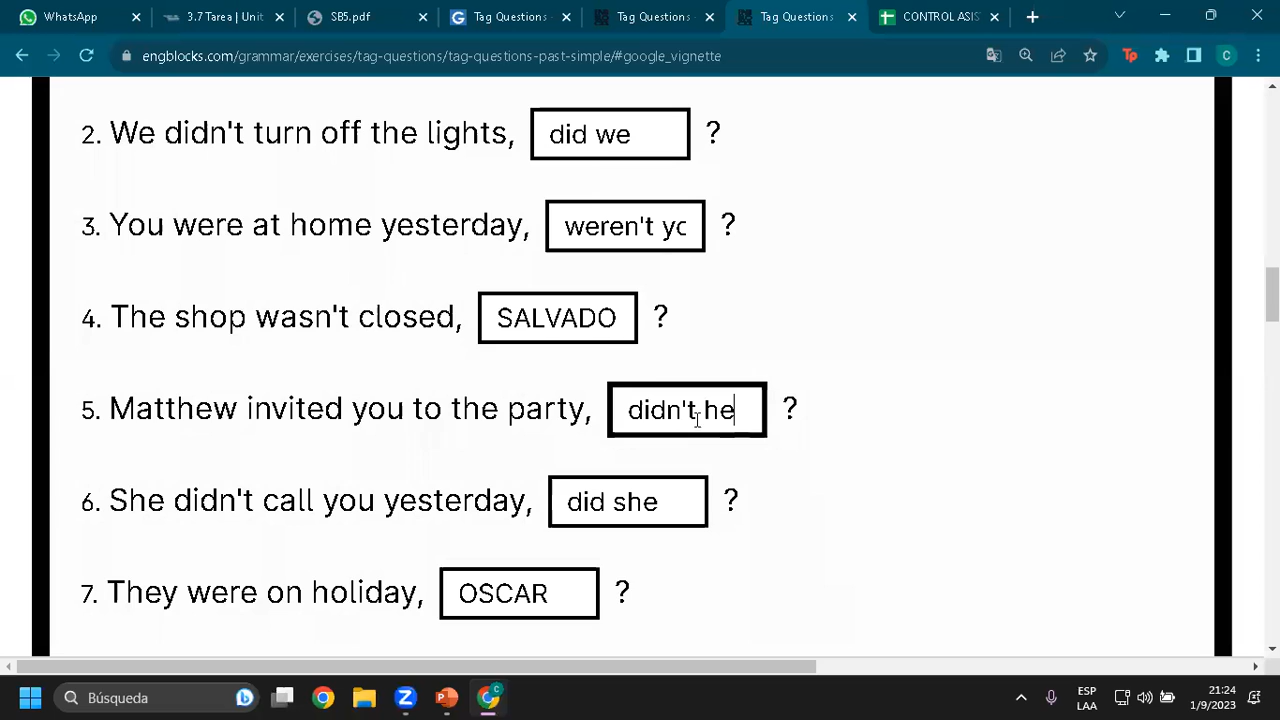 WhatsApp
3.7 Tarea | Unit
SB5.pdf
Tag Questions
Tag Questions
Tag Questions
CONTROL ASIS
engblocks.com/grammar/exercises/tag-questions/tag-questions-past-simple/#google_vignette
2. We didn't turn off the lights, did we ?
3. You were at home yesterday, weren't yo ?
4. The shop wasn't closed, SALVADO ?
5. Matthew invited you to the party, didn't he ?
6. She didn't call you yesterday, did she ?
7. They were on holiday, OSCAR ?
Búsqueda
ESP
LAA
21:24
1/9/2023